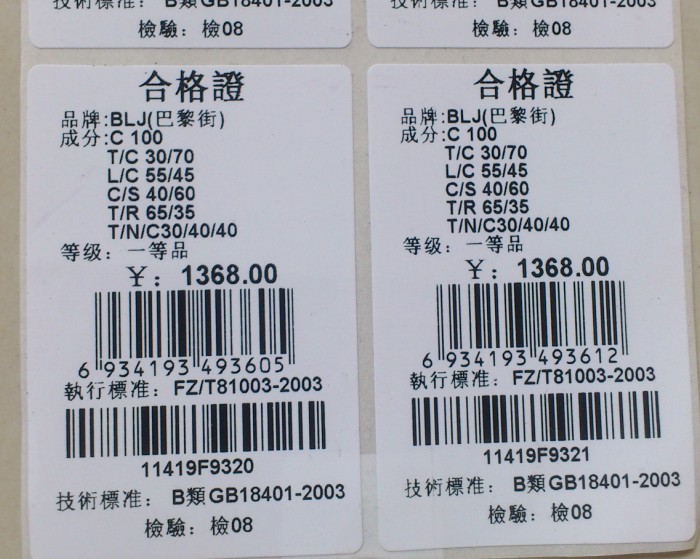 技術標准： B類GB18401-2003
檢驗：檢08
合格證
品牌:BLJ(巴黎街)
成分:C 100
T/C 30/70
L/C 55/45
C/S 40/60
T/R 65/35
T/N/C30/40/40
等级：一等品
￥：1368.00
6 934193 493605
執行標准：FZ/T81003-2003
11419F9320
技術標准： B類GB18401-2003
檢驗：檢08
技術標准： B類GB18401-2003
檢驗：檢08
合格證
品牌:BLJ(巴黎街)
成分:C 100
T/C 30/70
L/C 55/45
C/S 40/60
T/R 65/35
T/N/C30/40/40
等级：一等品
￥：1368.00
6 934193 493612
執行標准：FZ/T81003-2003
11419F9321
技術標准： B類GB18401-2003
檢驗：檢08